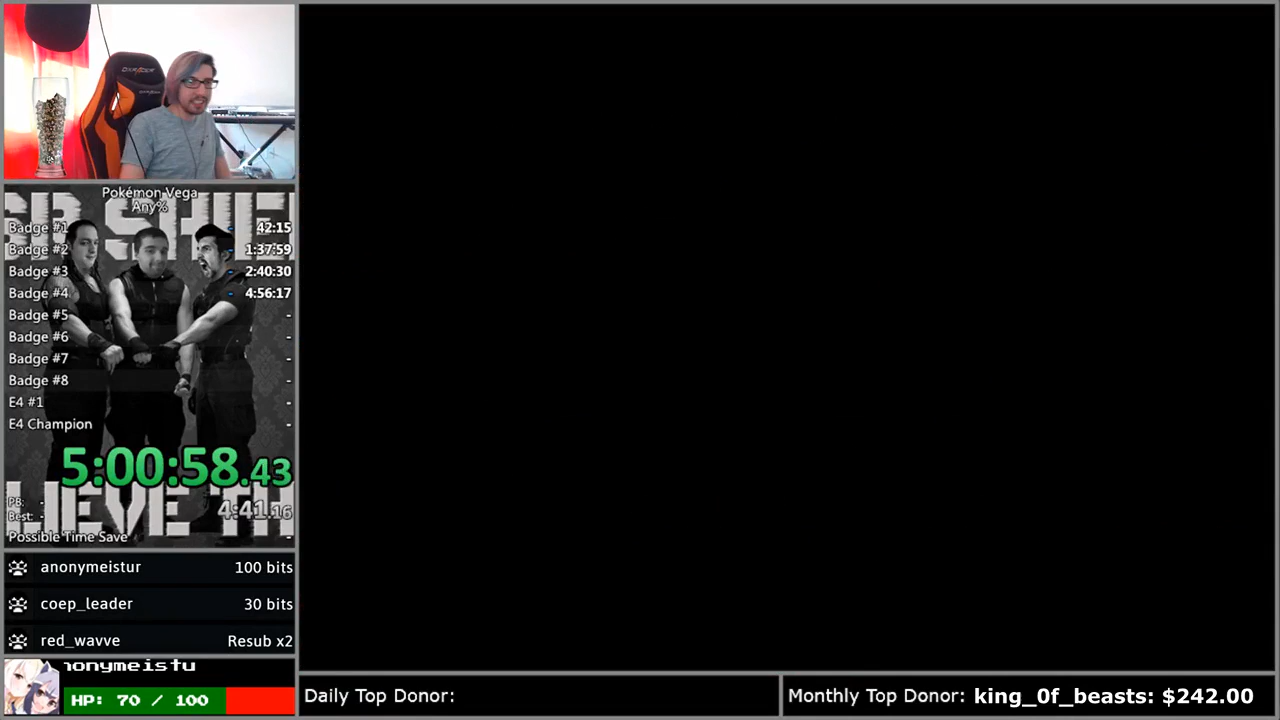 Pokémon Vega
Any%
Badge #1 - 42:15
Badge #2 - 1:37:59
Badge #3 - 2:40:30
Badge #4 - 4:56:17
Badge #5 -
Badge #6 -
Badge #7 -
Badge #8 -
E4 #1 -
E4 Champion -
5:00:58.43
PB: -
4:41.16
Best: -
LIEVE TH
Possible Time Save -
anonymeistur 100 bits
coep_leader 30 bits
red_wavve Resub x2
nonymeistu
HP: 70 / 100
Daily Top Donor:
Monthly Top Donor: king_0f_beasts: $242.00